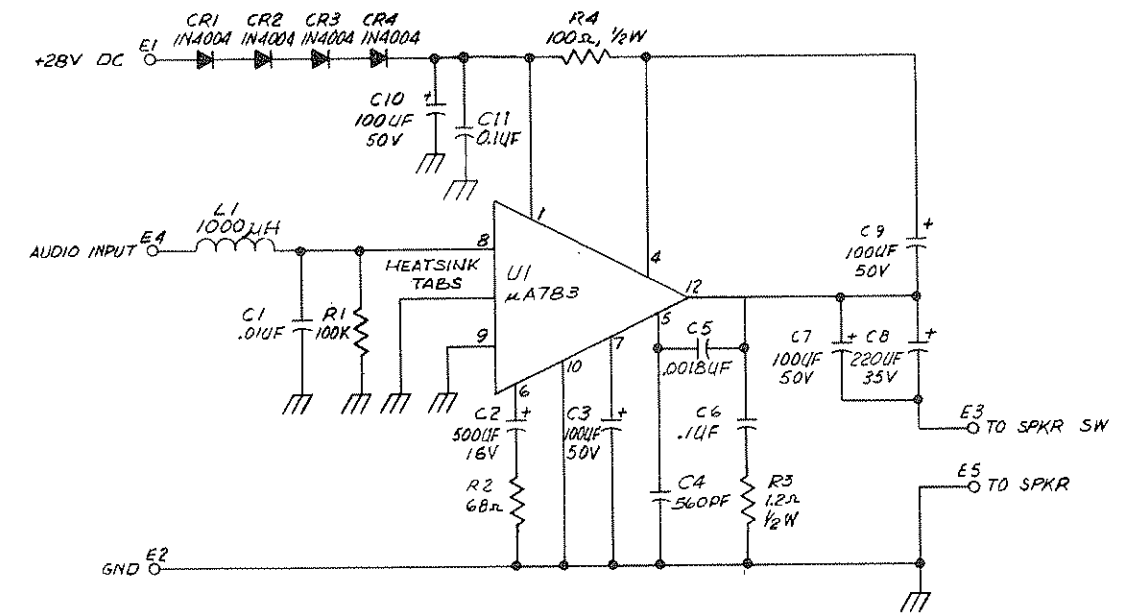 CR1 CR2 CR3 CR4
1N4004 1N4004 1N4004 1N4004
R4
100Ω, ½W
+28V DC E1
C10
100UF
50V
+
C11
0.1UF
L1
1000µH
AUDIO INPUT E4
8
1
4
HEATSINK
TABS
U1
µA783
12
C9
100UF
50V
+
C1
.01UF
R1
100K
9
5
7
10
6
C5
.0018UF
C7
100UF
50V
+
C8
220UF
35V
+
C2
500UF
16V
+
C3
100UF
50V
+
C6
.1UF
E3
TO SPKR SW
R2
68Ω
C4
560PF
R3
1.2Ω
½W
E5
TO SPKR
GND E2